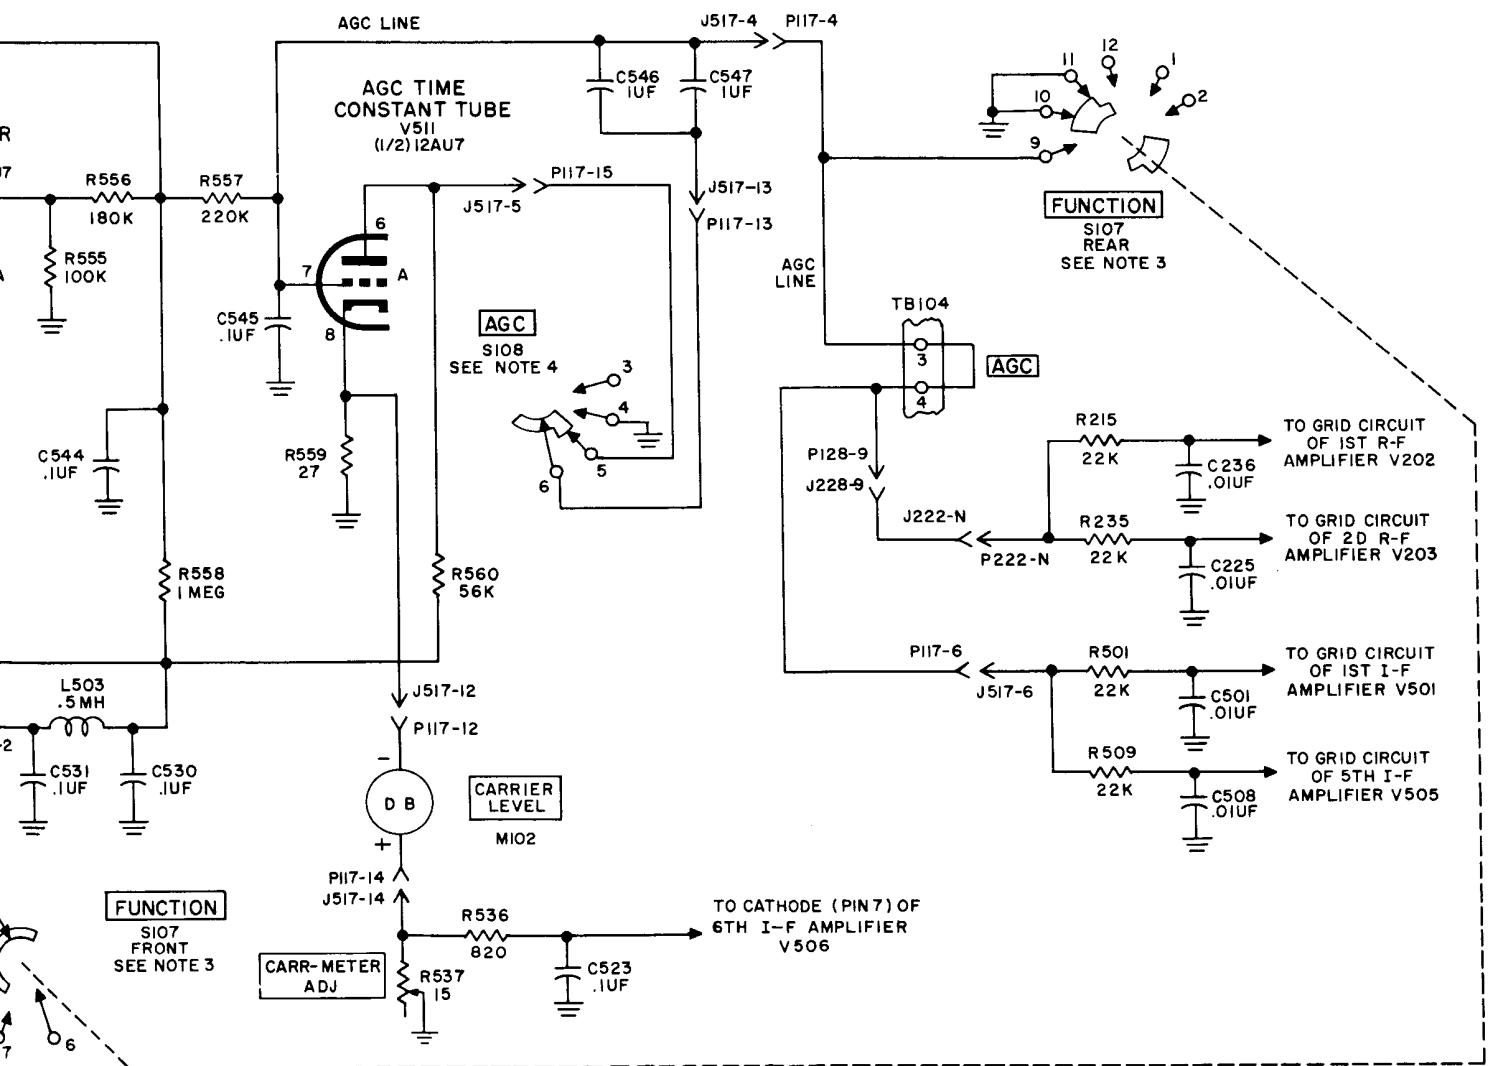 AGC LINE
J517-4
P117-4
AGC TIME
CONSTANT TUBE
V511
(1/2) 12AU7
C546
.1UF
C547
.1UF
11
12
1
2
10
9
R
U7
R556
180K
R557
220K
R555
100K
A
P117-15
J517-5
J517-13
P117-13
FUNCTION
S107
REAR
SEE NOTE 3
6
7
A
8
C545
.1UF
AGC
S108
SEE NOTE 4
3
4
5
6
AGC
LINE
TB104
3
4
AGC
R215
22K
C236
.01UF
TO GRID CIRCUIT
OF 1ST R-F
AMPLIFIER V202
C544
.1UF
R559
27
P128-9
J228-9
J222-N
P222-N
R235
22K
C225
.01UF
TO GRID CIRCUIT
OF 2D R-F
AMPLIFIER V203
R558
1 MEG
R560
56K
P117-6
J517-6
R501
22K
C501
.01UF
TO GRID CIRCUIT
OF 1ST I-F
AMPLIFIER V501
L503
.5MH
J517-12
P117-12
-2
C531
.1UF
C530
.1UF
-
DB
+
CARRIER
LEVEL
M102
R509
22K
C508
.01UF
TO GRID CIRCUIT
OF 5TH I-F
AMPLIFIER V505
P117-14
J517-14
FUNCTION
S107
FRONT
SEE NOTE 3
R536
820
TO CATHODE (PIN 7) OF
6TH I-F AMPLIFIER
V506
CARR-METER
ADJ
R537
15
C523
.1UF
7
6